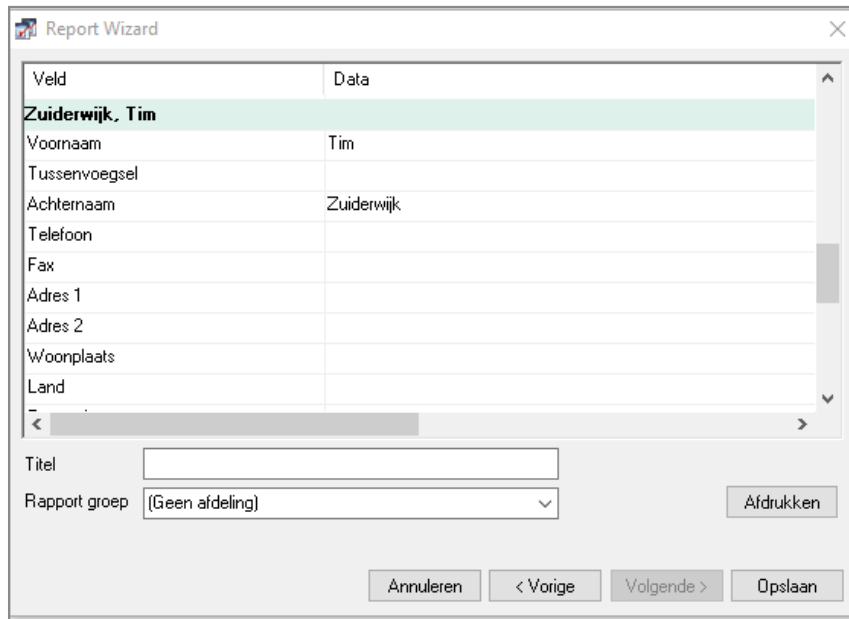 Report Wizard
Veld Data
Zuiderwijk, Tim
Voornaam Tim
Tussenvoegsel
Achternaam Zuiderwijk
Telefoon
Fax
Adres 1
Adres 2
Woonplaats
Land
Titel
Rapport groep (Geen afdeling) Afdrukken
Annuleren < Vorige Volgende > Opslaan